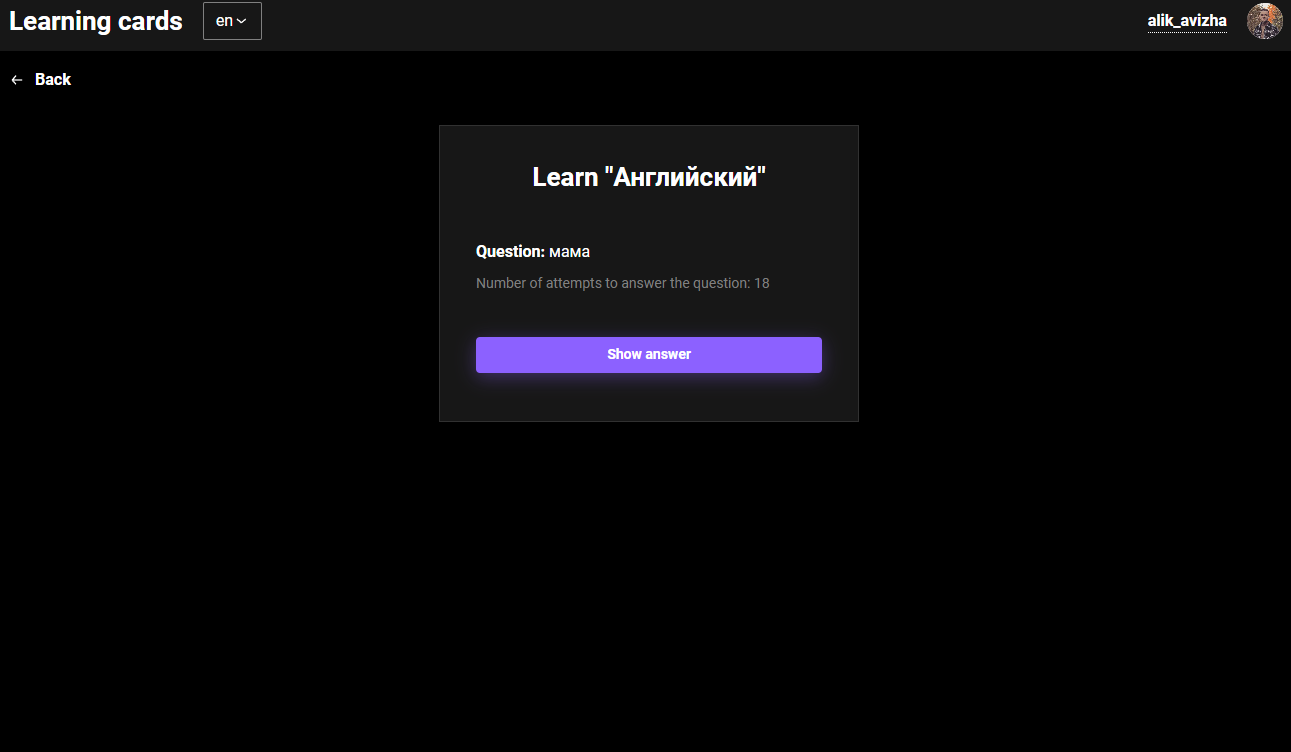 Learning cards
en
alik_avizha
Back
Learn "Английский"
Question: мама
Number of attempts to answer the question: 18
Show answer